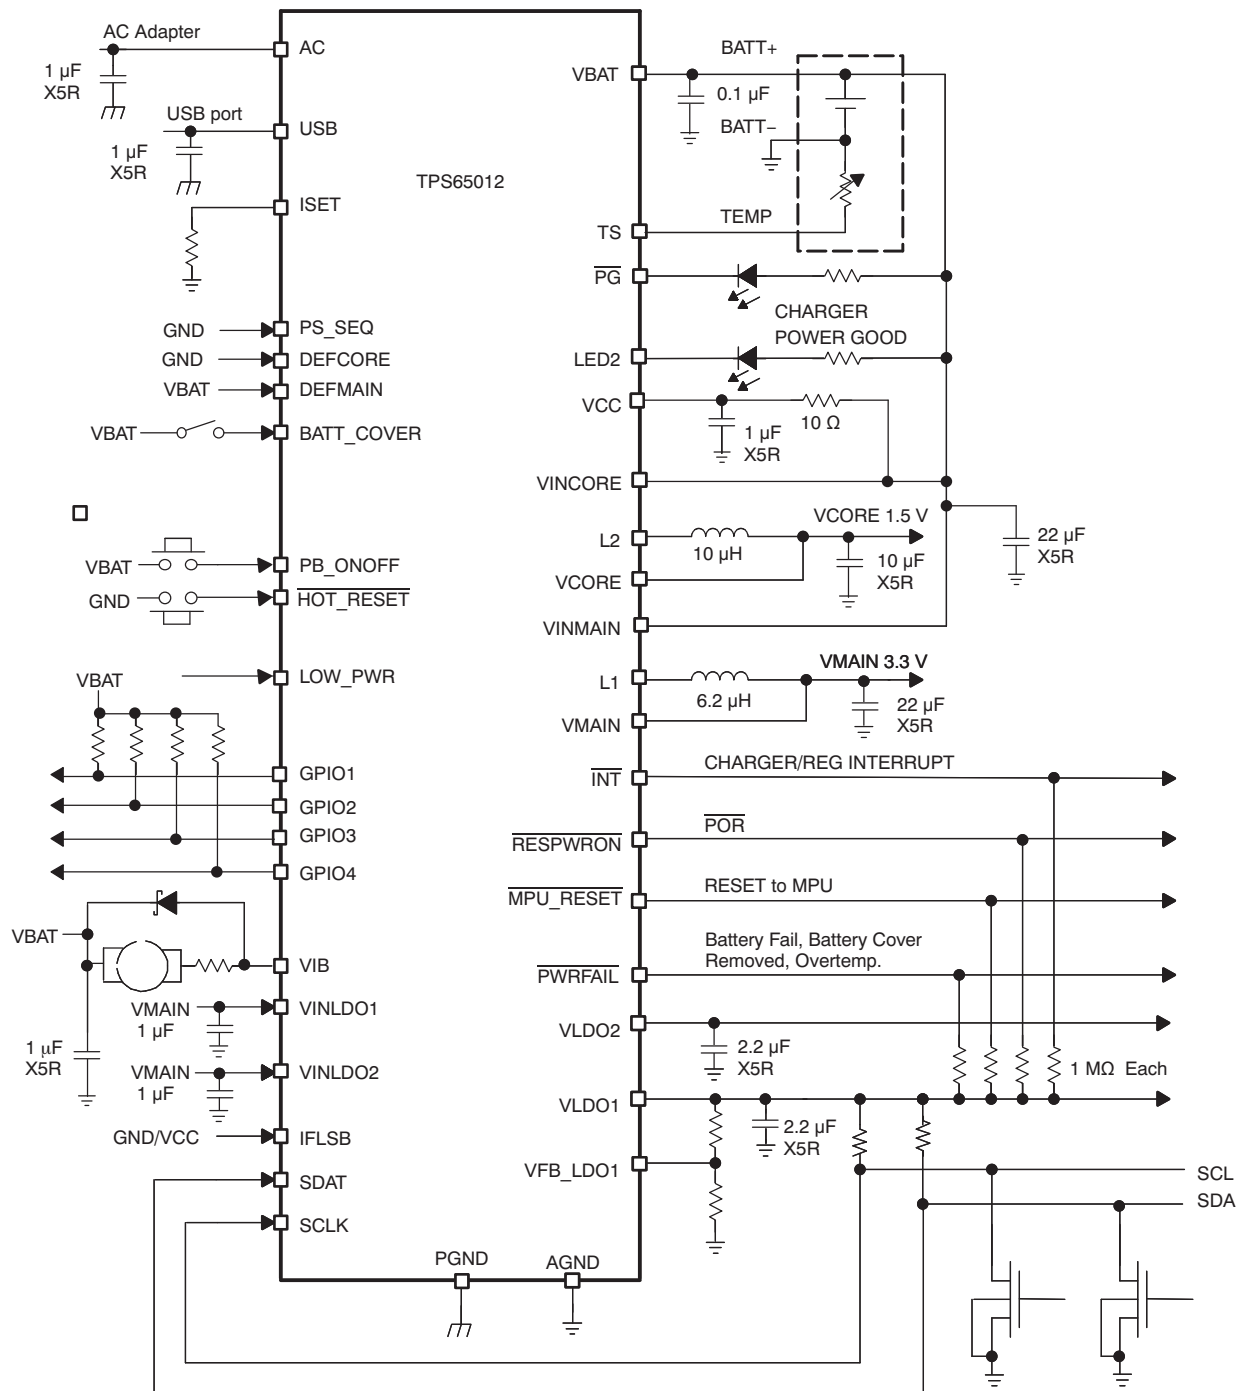 AC Adapter
AC
1 µF
X5R
USB port
USB
1 µF
X5R
TPS65012
ISET
GND
PS_SEQ
GND
DEFCORE
VBAT
DEFMAIN
VBAT
BATT_COVER
VBAT
PB_ONOFF
GND
HOT_RESET
LOW_PWR
VBAT
GPIO1
GPIO2
GPIO3
GPIO4
VBAT
VIB
VMAIN
1 µF
VINLDO1
1 µF
X5R
VMAIN
1 µF
VINLDO2
GND/VCC
IFLSB
SDAT
SCLK
PGND
AGND
VBAT
BATT+
0.1 µF
BATT−
TS
TEMP
PG
CHARGER
POWER GOOD
LED2
VCC
10 Ω
1 µF
X5R
VINCORE
VCORE 1.5 V
L2
10 µH
10 µF
X5R
22 µF
X5R
VCORE
VINMAIN
VMAIN 3.3 V
L1
6.2 µH
22 µF
X5R
VMAIN
CHARGER/REG INTERRUPT
INT
POR
RESPWRON
RESET to MPU
MPU_RESET
Battery Fail, Battery Cover
Removed, Overtemp.
PWRFAIL
VLDO2
2.2 µF
X5R
1 MΩ Each
VLDO1
2.2 µF
X5R
VFB_LDO1
SCL
SDA